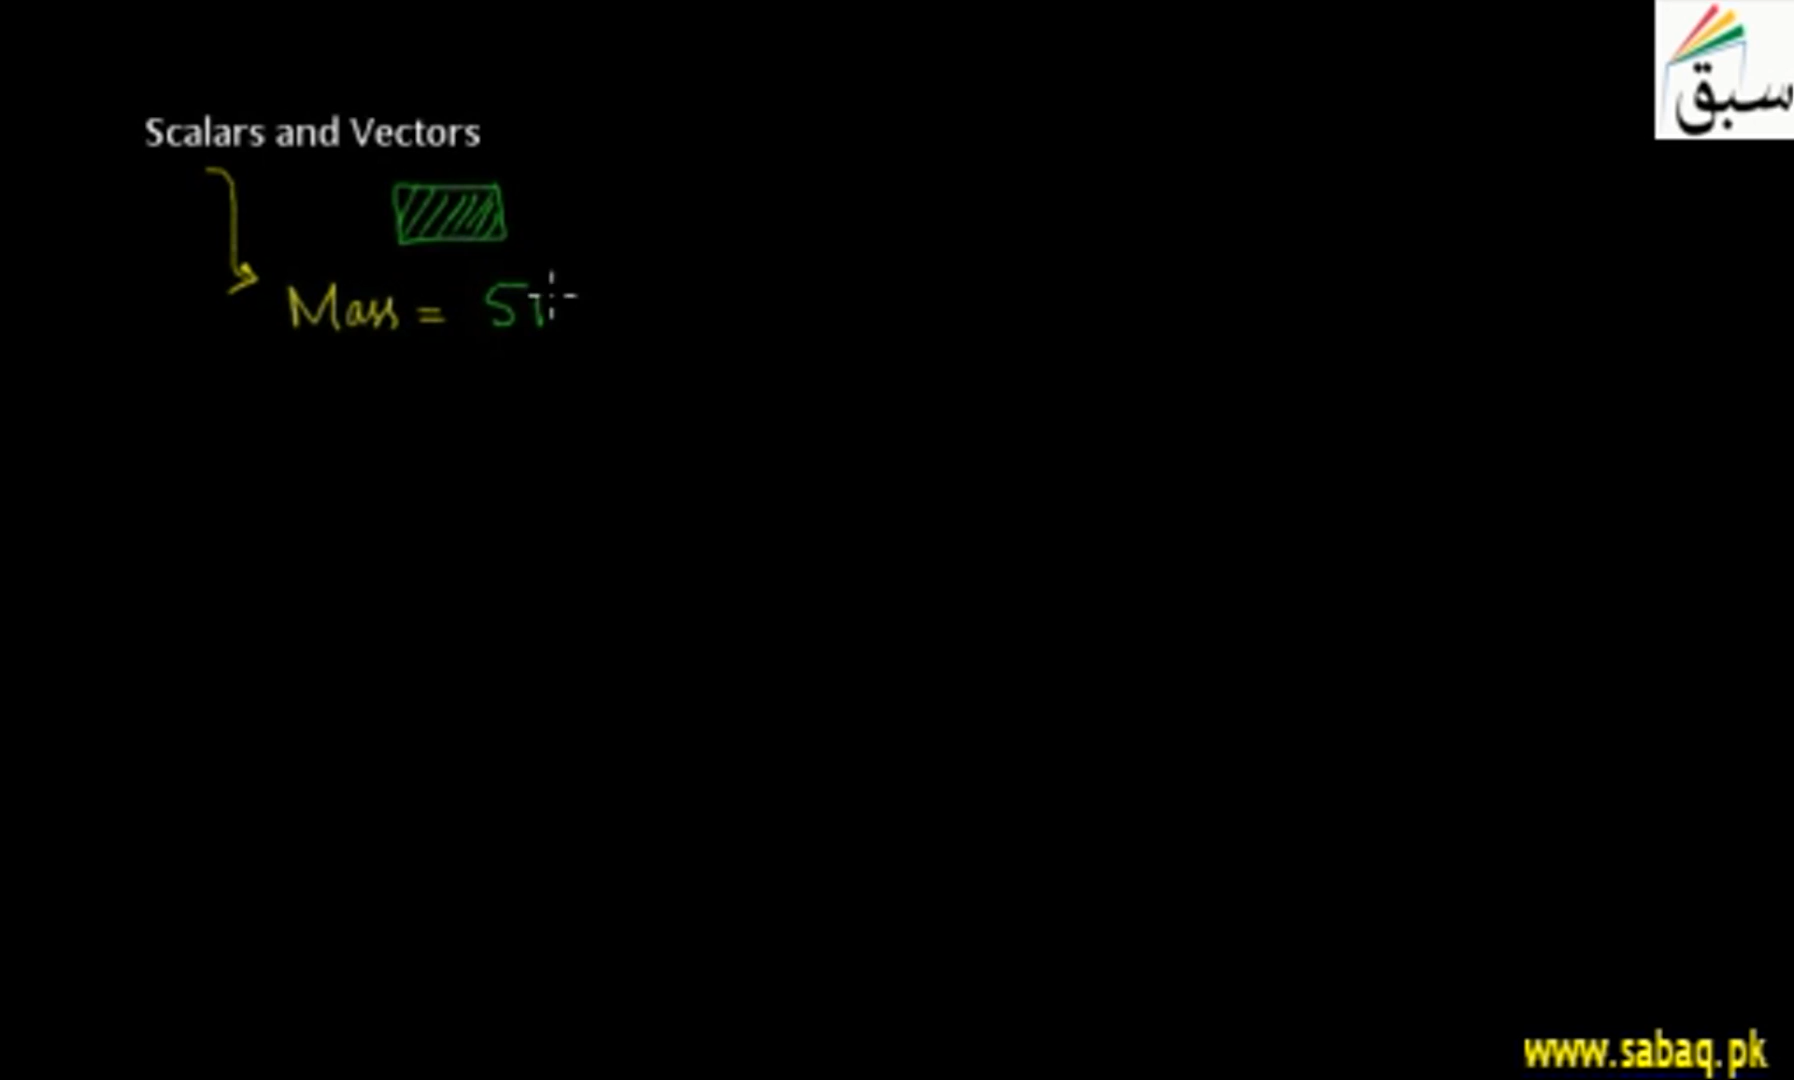 سبق
Scalars and Vectors
Mass = 5
www.sabaq.pk